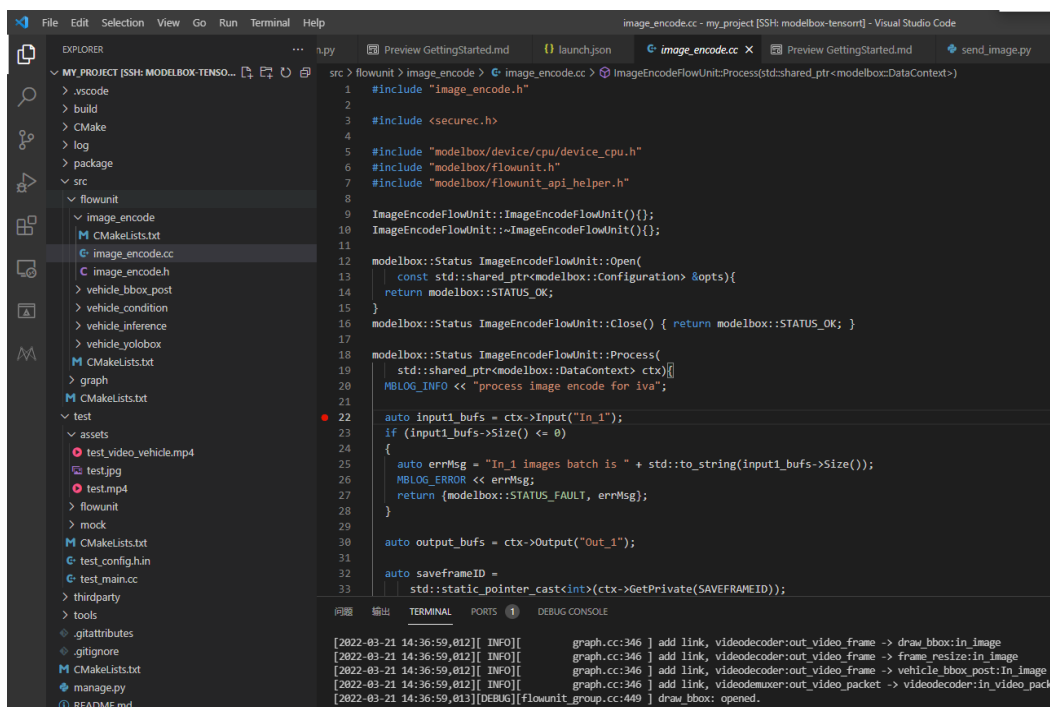 File Edit Selection View Go Run Terminal Help
image_encode.cc - my_project [SSH: modelbox-tensorrt] - Visual Studio Code
EXPLORER
n.py Preview GettingStarted.md {} launch.json image_encode.cc Preview GettingStarted.md send_image.py
MY_PROJECT [SSH: MODELBOX-TENSO...
.vscode
build
CMake
log
package
src
flowunit
image_encode
CMakeLists.txt
image_encode.cc
image_encode.h
vehicle_bbox_post
vehicle_condition
vehicle_inference
vehicle_yolobox
CMakeLists.txt
graph
CMakeLists.txt
test
assets
test_video_vehicle.mp4
test.jpg
test.mp4
flowunit
mock
CMakeLists.txt
test_config.h.in
test_main.cc
thirdparty
tools
.gitattributes
.gitignore
CMakeLists.txt
manage.py
README.md
src > flowunit > image_encode > image_encode.cc > ImageEncodeFlowUnit::Process(std::shared_ptr<modelbox::DataContext>)
1 #include "image_encode.h"
2
3 #include <securec.h>
4
5 #include "modelbox/device/cpu/device_cpu.h"
6 #include "modelbox/flowunit.h"
7 #include "modelbox/flowunit_api_helper.h"
8
9 ImageEncodeFlowUnit::ImageEncodeFlowUnit(){};
10 ImageEncodeFlowUnit::~ImageEncodeFlowUnit(){};
11
12 modelbox::Status ImageEncodeFlowUnit::Open(
13 const std::shared_ptr<modelbox::Configuration> &opts){
14 return modelbox::STATUS_OK;
15 }
16 modelbox::Status ImageEncodeFlowUnit::Close() { return modelbox::STATUS_OK; }
17
18 modelbox::Status ImageEncodeFlowUnit::Process(
19 std::shared_ptr<modelbox::DataContext> ctx){
20 MBLOG_INFO << "process image encode for iva";
21
22 auto input1_bufs = ctx->Input("In_1");
23 if (input1_bufs->Size() <= 0)
24 {
25 auto errMsg = "In_1 images batch is " + std::to_string(input1_bufs->Size());
26 MBLOG_ERROR << errMsg;
27 return {modelbox::STATUS_FAULT, errMsg};
28 }
29
30 auto output_bufs = ctx->Output("Out_1");
31
32 auto saveframeID =
33 std::static_pointer_cast<int>(ctx->GetPrivate(SAVEFRAMEID));
问题 输出 TERMINAL PORTS 1 DEBUG CONSOLE
[2022-03-21 14:36:59,012][ INFO][ graph.cc:346 ] add link, videodecoder:out_video_frame -> draw_bbox:in_image
[2022-03-21 14:36:59,012][ INFO][ graph.cc:346 ] add link, videodecoder:out_video_frame -> frame_resize:in_image
[2022-03-21 14:36:59,012][ INFO][ graph.cc:346 ] add link, videodecoder:out_video_frame -> vehicle_bbox_post:In_image
[2022-03-21 14:36:59,012][ INFO][ graph.cc:346 ] add link, videodemuxer:out_video_packet -> videodecoder:in_video_pack
[2022-03-21 14:36:59,013][DEBUG][flowunit_group.cc:449 ] draw_bbox: opened.